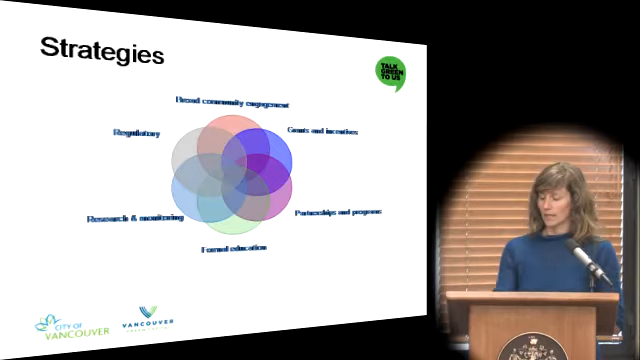 Strategies
TALK
GREEN
TO US
Broad community engagement
Regulatory
Grants and incentives
Research & monitoring
Partnerships and programs
Formal education
CITY OF
VANCOUVER
VANCOUVER